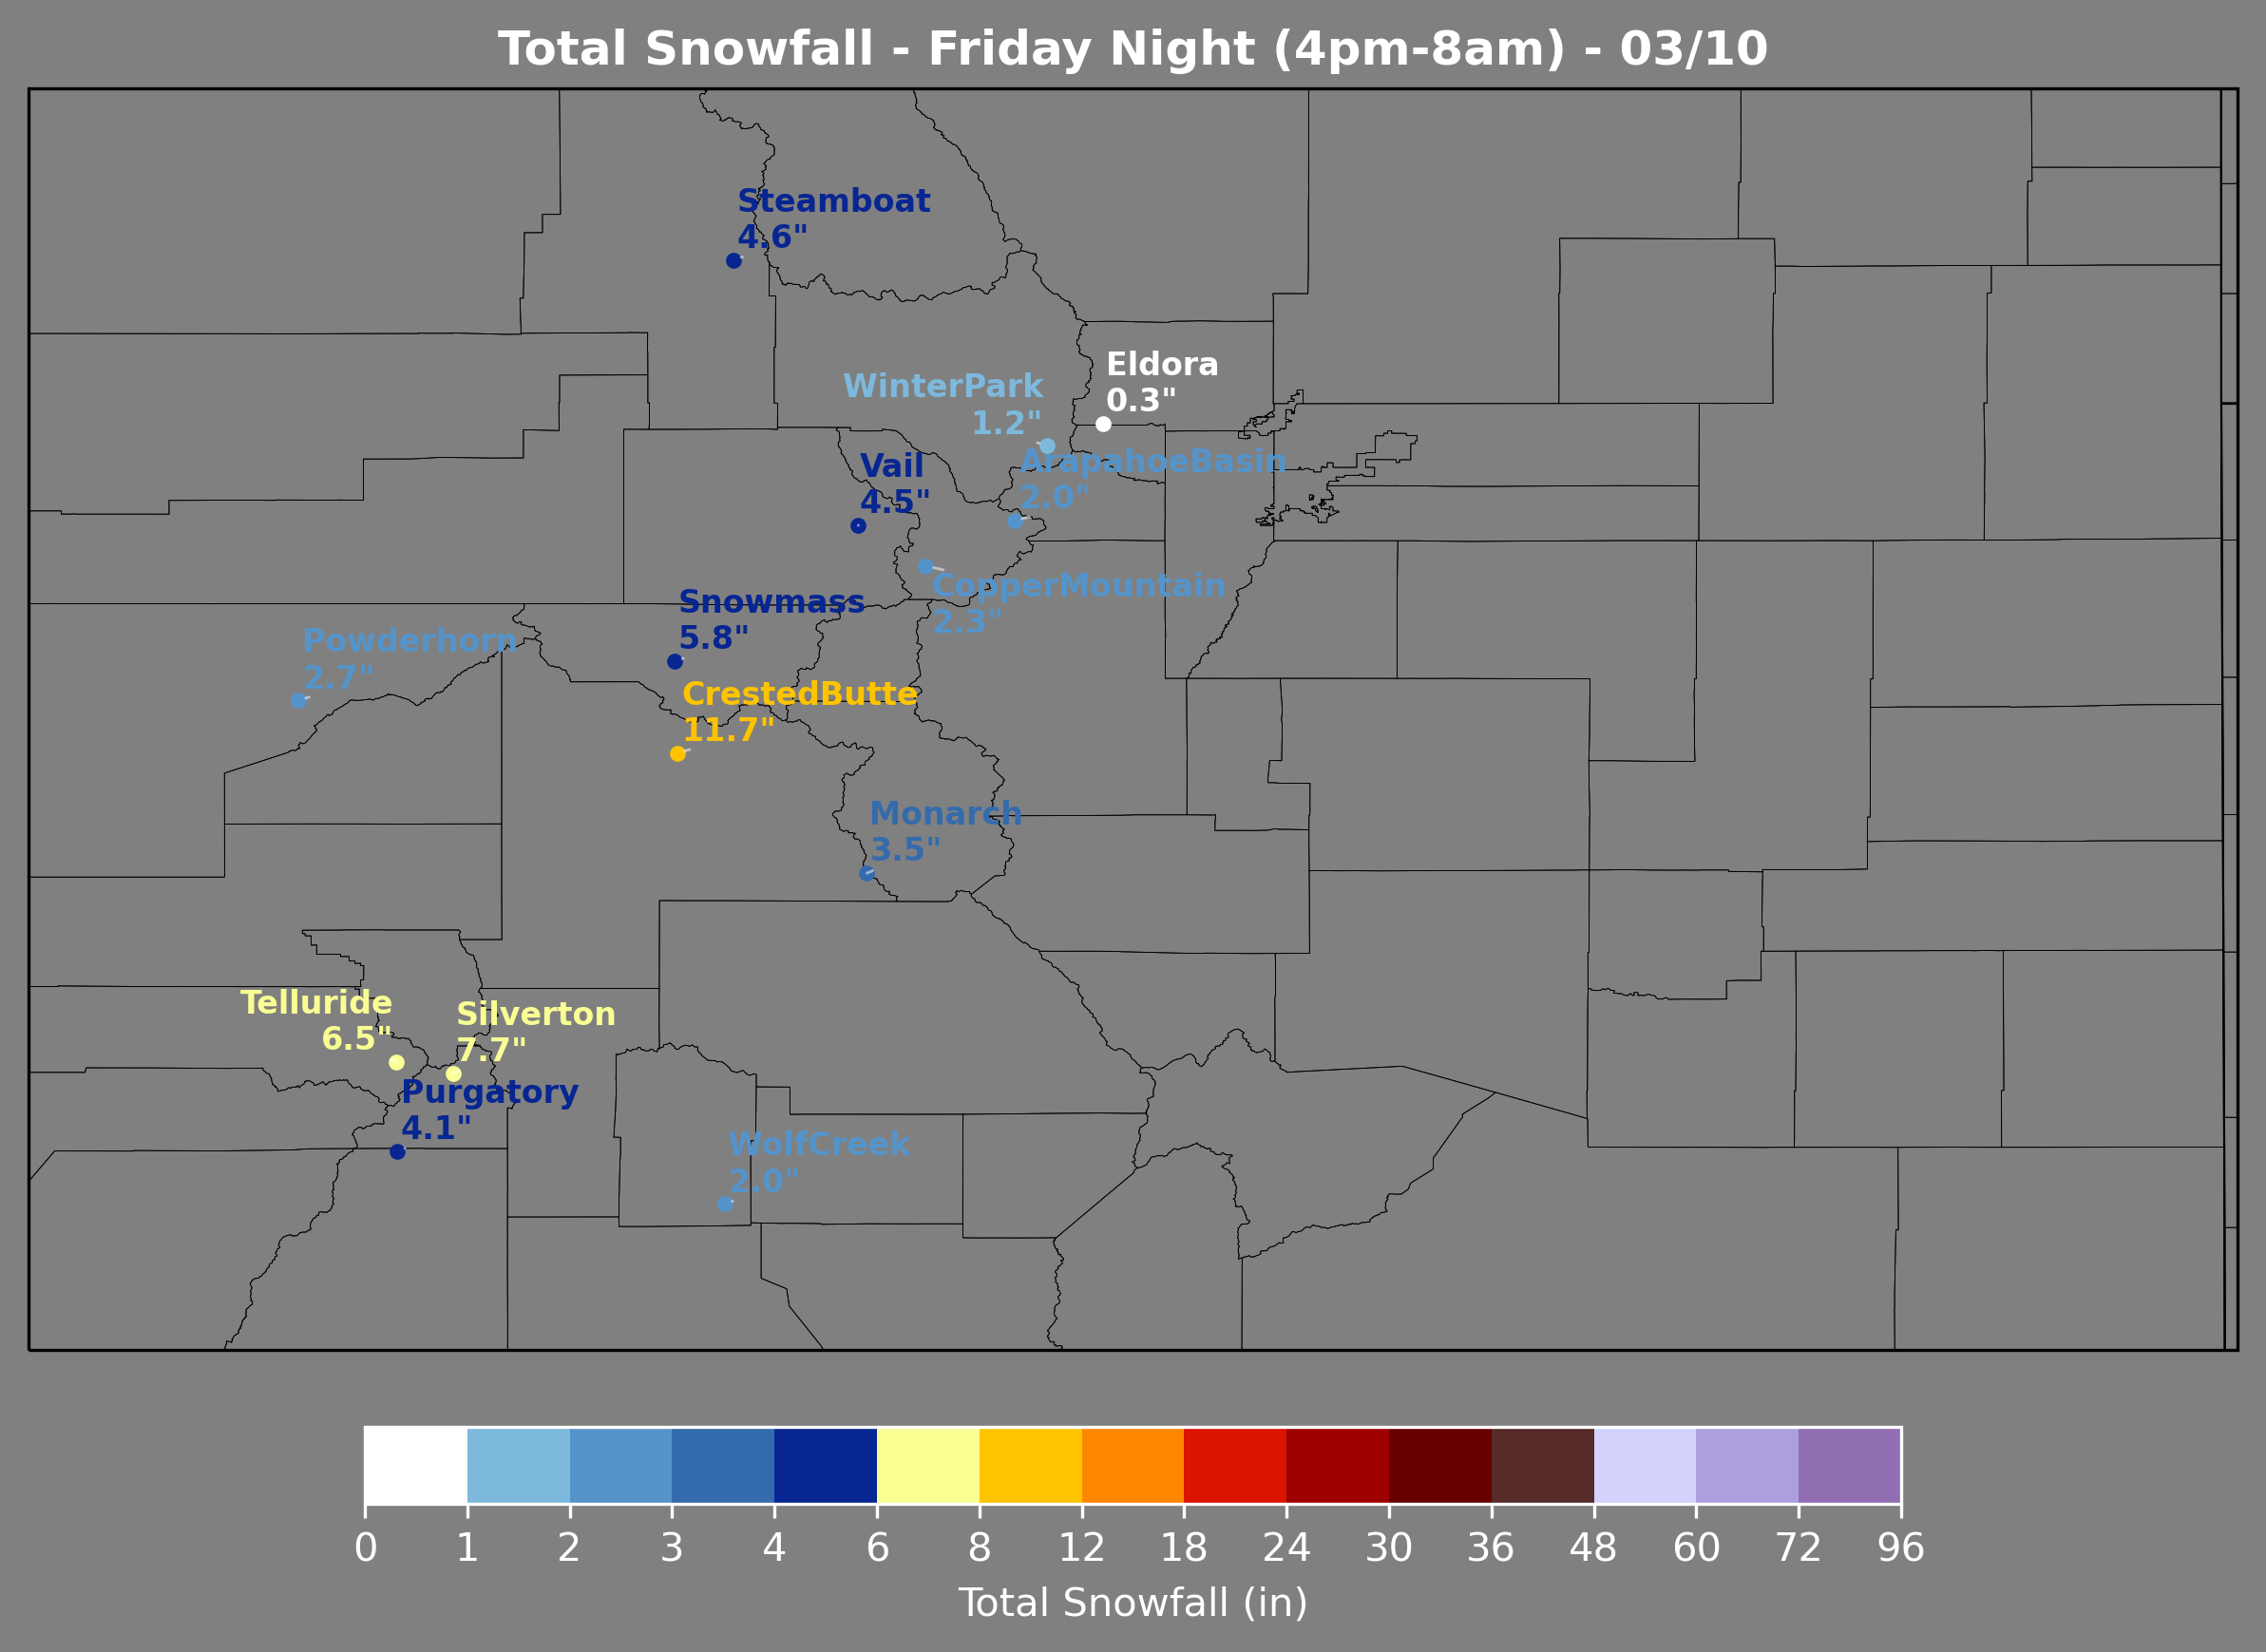 Total Snowfall - Friday Night (4pm-8am) - 03/10
Steamboat
4.6"
Eldora
0.3"
WinterPark
1.2"
Vail
4.5"
ArapahoeBasin
2.0"
CopperMountain
2.3"
Snowmass
5.8"
Powderhorn
2.7"
CrestedButte
11.7"
Monarch
3.5"
Telluride
6.5"
Silverton
7.7"
Purgatory
4.1"
WolfCreek
2.0"
0 1 2 3 4 6 8 12 18 24 30 36 48 60 72 96
Total Snowfall (in)